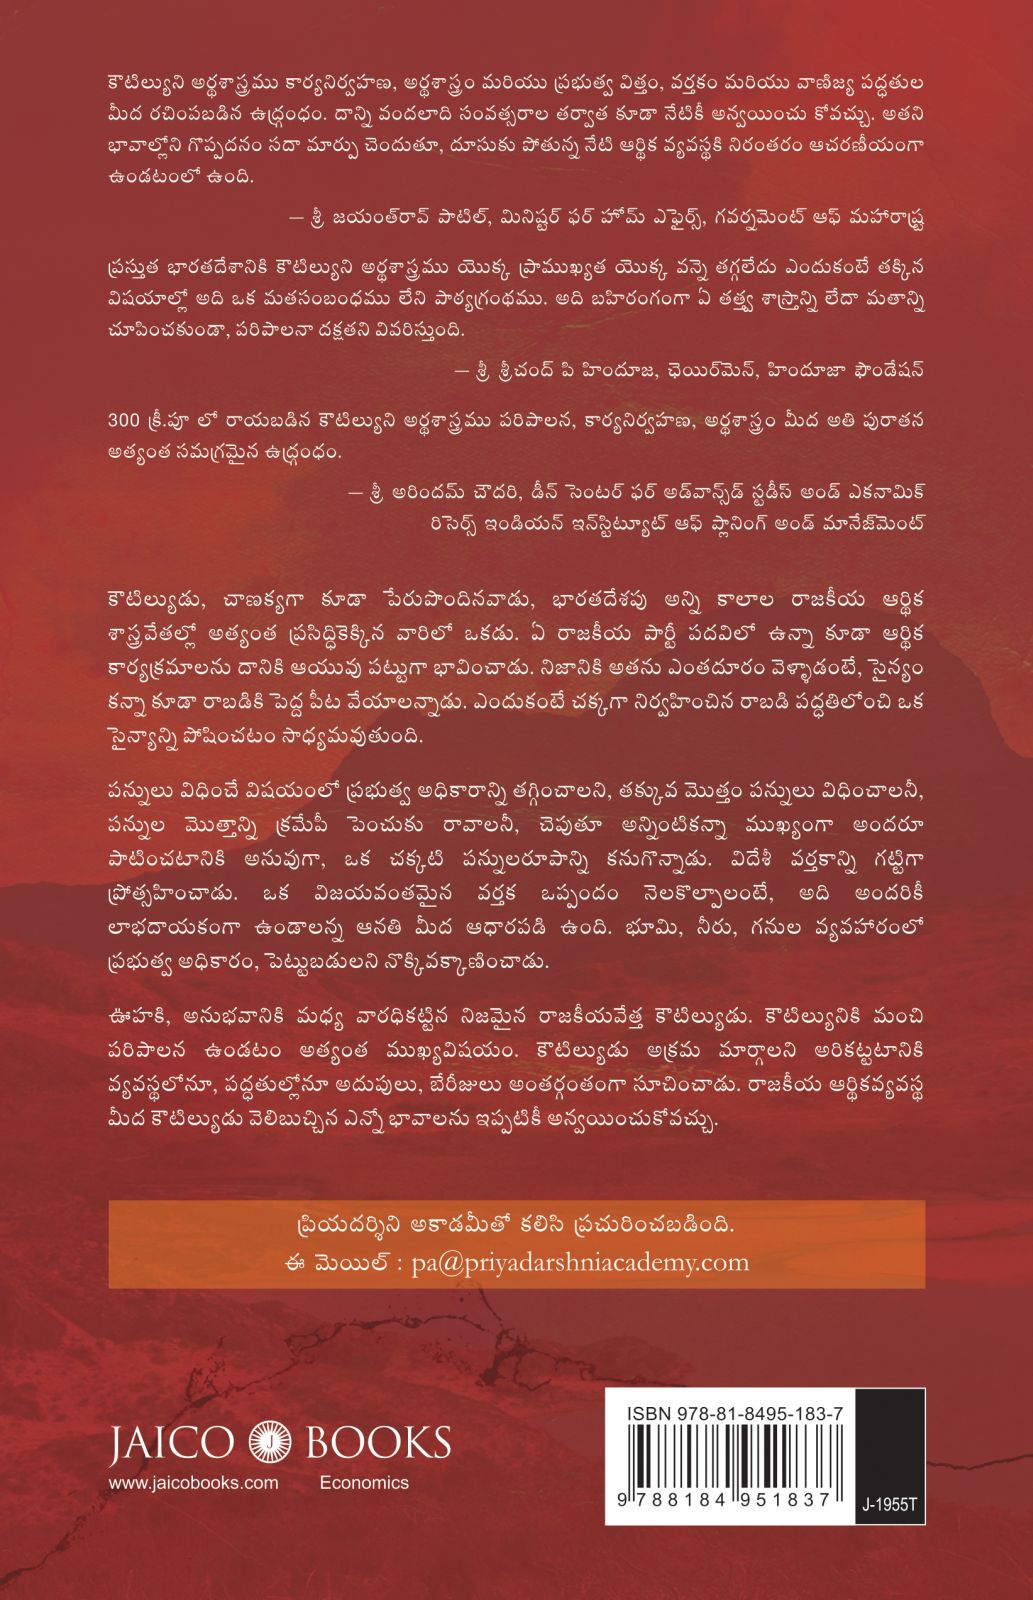 కౌటిల్యుని అర్థశాస్త్రము కార్యనిర్వహణ, అర్థశాస్త్రం మరియు ప్రభుత్వ విత్తం, వర్తకం మరియు వాణిజ్య పద్ధతుల
మీద రచింపబడిన ఉద్గ్రంధం. దాన్ని వందలాది సంవత్సరాల తర్వాత కూడా నేటికీ అన్వయించు కోవచ్చు. అతని
భావాల్లోని గొప్పదనం సదా మార్పు చెందుతూ, దూసుకు పోతున్న నేటి ఆర్థిక వ్యవస్థకి నిరంతరం ఆచరణీయంగా
ఉండటంలో ఉంది.
– శ్రీ జయంత్‌రావ్ పాటిల్, మినిష్టర్ ఫర్ హోమ్ ఎఫైర్స్, గవర్నమెంట్ ఆఫ్ మహారాష్ట్ర
ప్రస్తుత భారతదేశానికి కౌటిల్యుని అర్థశాస్త్రము యొక్క ప్రాముఖ్యత యొక్క వన్నె తగ్గలేదు ఎందుకంటే తక్కిన
విషయాల్లో అది ఒక మతసంబంధము లేని పాఠ్యగ్రంథము. అది బహిరంగంగా ఏ తత్త్వ శాస్త్రాన్ని లేదా మతాన్ని
చూపించకుండా, పరిపాలనా దక్షతని వివరిస్తుంది.
– శ్రీ శ్రీచంద్ పి హిందూజ, ఛెయిర్‌మెన్, హిందూజా ఫౌండేషన్
300 క్రీ.పూ లో రాయబడిన కౌటిల్యుని అర్థశాస్త్రము పరిపాలన, కార్యనిర్వహణ, అర్థశాస్త్రం మీద అతి పురాతన
అత్యంత సమగ్రమైన ఉద్గ్రంధం.
– శ్రీ అరిందమ్ చౌదరి, డీన్ సెంటర్ ఫర్ అడ్‌వాన్స్‌డ్ స్టడీస్ అండ్ ఎకనామిక్
రిసెర్స్ ఇండియన్ ఇన్‌స్టిట్యూట్ ఆఫ్ ప్లానింగ్ అండ్ మానేజ్‌మెంట్
కౌటిల్యుడు, చాణక్యగా కూడా పేరుపొందినవాడు, భారతదేశపు అన్ని కాలాల రాజకీయ ఆర్థిక
శాస్త్రవేతల్లో అత్యంత ప్రసిద్ధికెక్కిన వారిలో ఒకడు. ఏ రాజకీయ పార్టీ పదవిలో ఉన్నా కూడా ఆర్థిక
కార్యక్రమాలను దానికి ఆయువు పట్టుగా భావించాడు. నిజానికి అతను ఎంతదూరం వెళ్ళాడంటే, సైన్యం
కన్నా కూడా రాబడికి పెద్ద పీట వేయాలన్నాడు. ఎందుకంటే చక్కగా నిర్వహించిన రాబడి పద్ధతిలోంచి ఒక
సైన్యాన్ని పోషించటం సాధ్యమవుతుంది.
పన్నులు విధించే విషయంలో ప్రభుత్వ అధికారాన్ని తగ్గించాలని, తక్కువ మొత్తం పన్నులు విధించాలనీ,
పన్నుల మొత్తాన్ని క్రమేపీ పెంచుకు రావాలనీ, చెపుతూ అన్నింటికన్నా ముఖ్యంగా అందరూ
పాటించటానికి అనువుగా, ఒక చక్కటి పన్నులరూపాన్ని కనుగొన్నాడు. విదేశీ వర్తకాన్ని గట్టిగా
ప్రోత్సహించాడు. ఒక విజయవంతమైన వర్తక ఒప్పందం నెలకొల్పాలంటే, అది అందరికీ
లాభదాయకంగా ఉండాలన్న ఆనతి మీద ఆధారపడి ఉంది. భూమి, నీరు, గనుల వ్యవహారంలో
ప్రభుత్వ అధికారం, పెట్టుబడులని నొక్కివక్కాణించాడు.
ఊహకి, అనుభవానికి మధ్య వారధికట్టిన నిజమైన రాజకీయవేత్త కౌటిల్యుడు. కౌటిల్యునికి మంచి
పరిపాలన ఉండటం అత్యంత ముఖ్యవిషయం. కౌటిల్యుడు అక్రమ మార్గాలని అరికట్టటానికి
వ్యవస్థలోనూ, పద్ధతుల్లోనూ అదుపులు, బేరీజులు అంతర్గంతంగా సూచించాడు. రాజకీయ ఆర్థికవ్యవస్థ
మీద కౌటిల్యుడు వెలిబుచ్చిన ఎన్నో భావాలను ఇప్పటికీ అన్వయించుకోవచ్చు.
ప్రియదర్శిని అకాడమీతో కలిసి ప్రచురించబడింది.
ఈ మెయిల్ : pa@priyadarshniacademy.com
ISBN 978-81-8495-183-7
JAICO J BOOKS
www.jaicobooks.com Economics
9 788184 951837
J-1955T